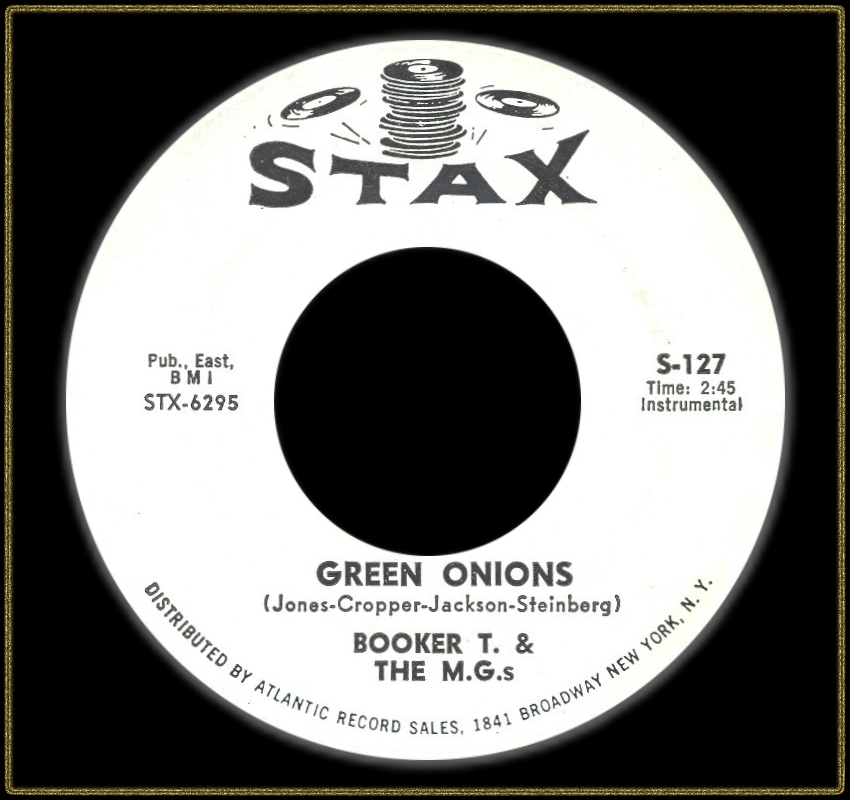 STAX
Pub., East,
B M I
STX-6295
S-127
Time: 2:45
Instrumental
GREEN ONIONS
(Jones-Cropper-Jackson-Steinberg)
BOOKER T. &
THE M.G.s
DISTRIBUTED BY ATLANTIC RECORD SALES, 1841 BROADWAY NEW YORK, N. Y.